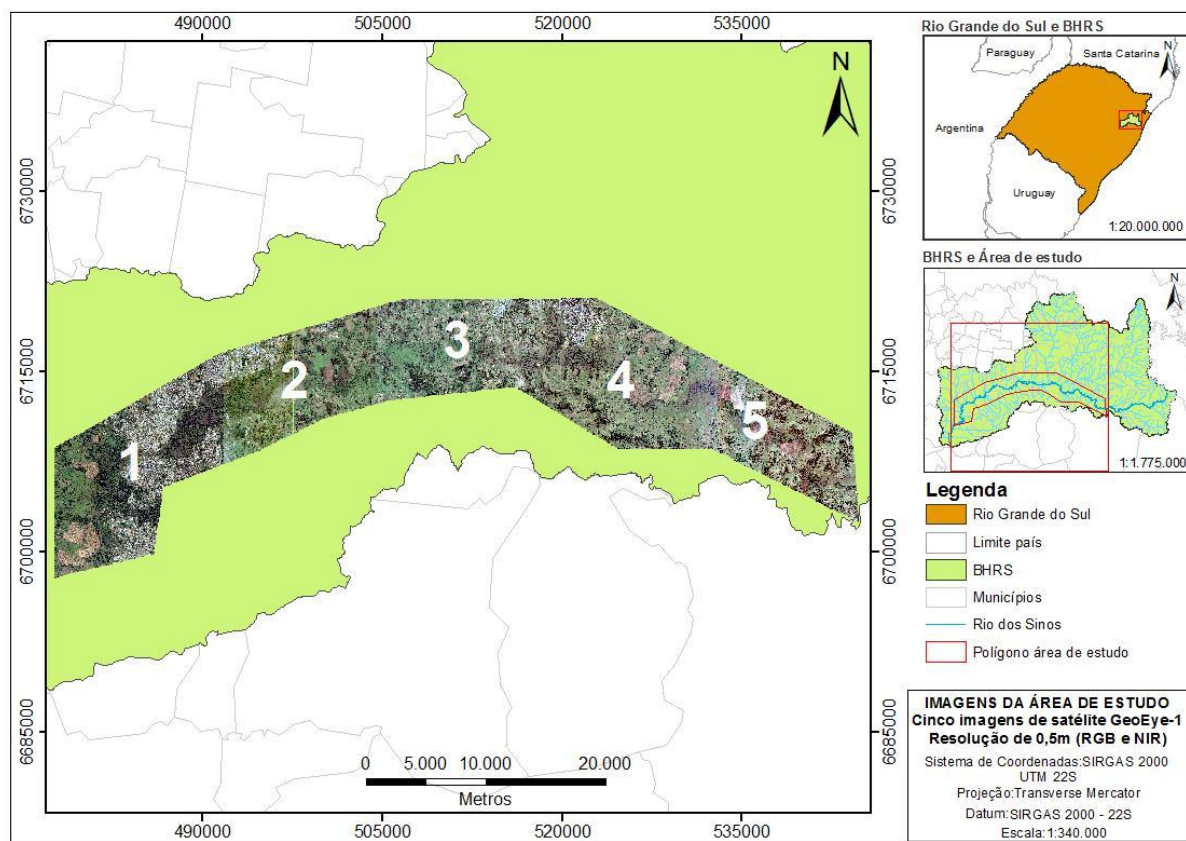 490000 505000 520000 535000
6730000
6715000
6700000
6685000
N
1
2
3
4
5
6730000
6715000
6700000
6685000
0 5.000 10.000 20.000
Metros
490000 505000 520000 535000
Rio Grande do Sul e BHRS
Paraguay
Santa Catarina
N
Argentina
Uruguay
1:20.000.000
BHRS e Área de estudo
N
1:1.775.000
Legenda
Rio Grande do Sul
Limite país
BHRS
Municípios
Rio dos Sinos
Polígono área de estudo
IMAGENS DA ÁREA DE ESTUDO
Cinco imagens de satélite GeoEye-1
Resolução de 0,5m (RGB e NIR)
Sistema de Coordenadas:SIRGAS 2000
UTM 22S
Projeção:Transverse Mercator
Datum:SIRGAS 2000 - 22S
Escala:1:340.000